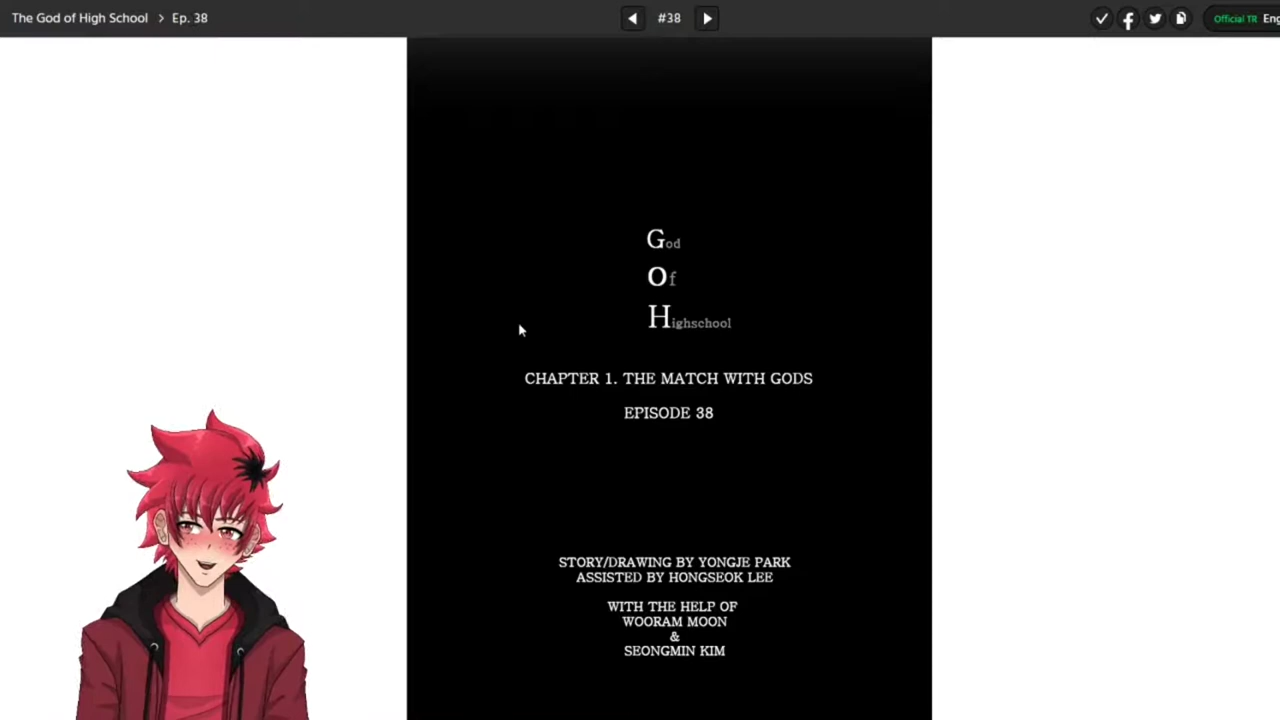 The God of High School > Ep. 38
#38
Official TR
God
Of
Highschool
CHAPTER 1. THE MATCH WITH GODS
EPISODE 38
STORY/DRAWING BY YONGJE PARK
ASSISTED BY HONGSEOK LEE
WITH THE HELP OF
WOORAM MOON
&
SEONGMIN KIM